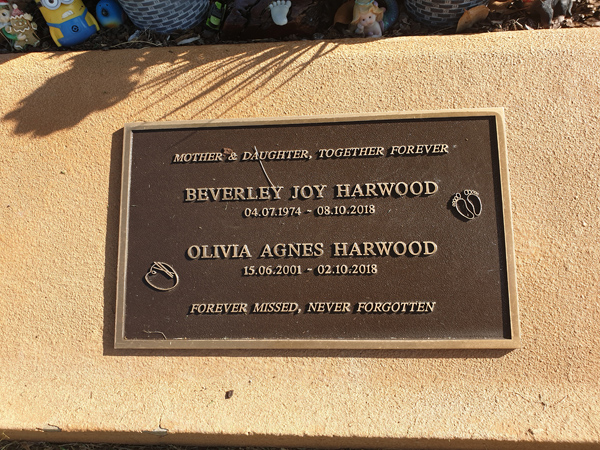 MOTHER & DAUGHTER, TOGETHER FOREVER
BEVERLEY JOY HARWOOD
04.07.1974 - 08.10.2018
OLIVIA AGNES HARWOOD
15.06.2001 - 02.10.2018
FOREVER MISSED, NEVER FORGOTTEN